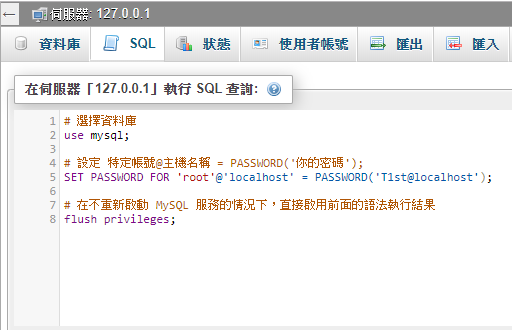 伺服器: 127.0.0.1
資料庫 SQL 狀態 使用者帳號 匯出 匯入
在伺服器「127.0.0.1」執行 SQL 查詢:
1 # 選擇資料庫
2 use mysql;
3
4 # 設定 特定帳號@主機名稱 = PASSWORD('你的密碼');
5 SET PASSWORD FOR 'root'@'localhost' = PASSWORD('T1st@localhost');
6
7 # 在不重新啟動 MySQL 服務的情況下，直接啟用前面的語法執行結果
8 flush privileges;